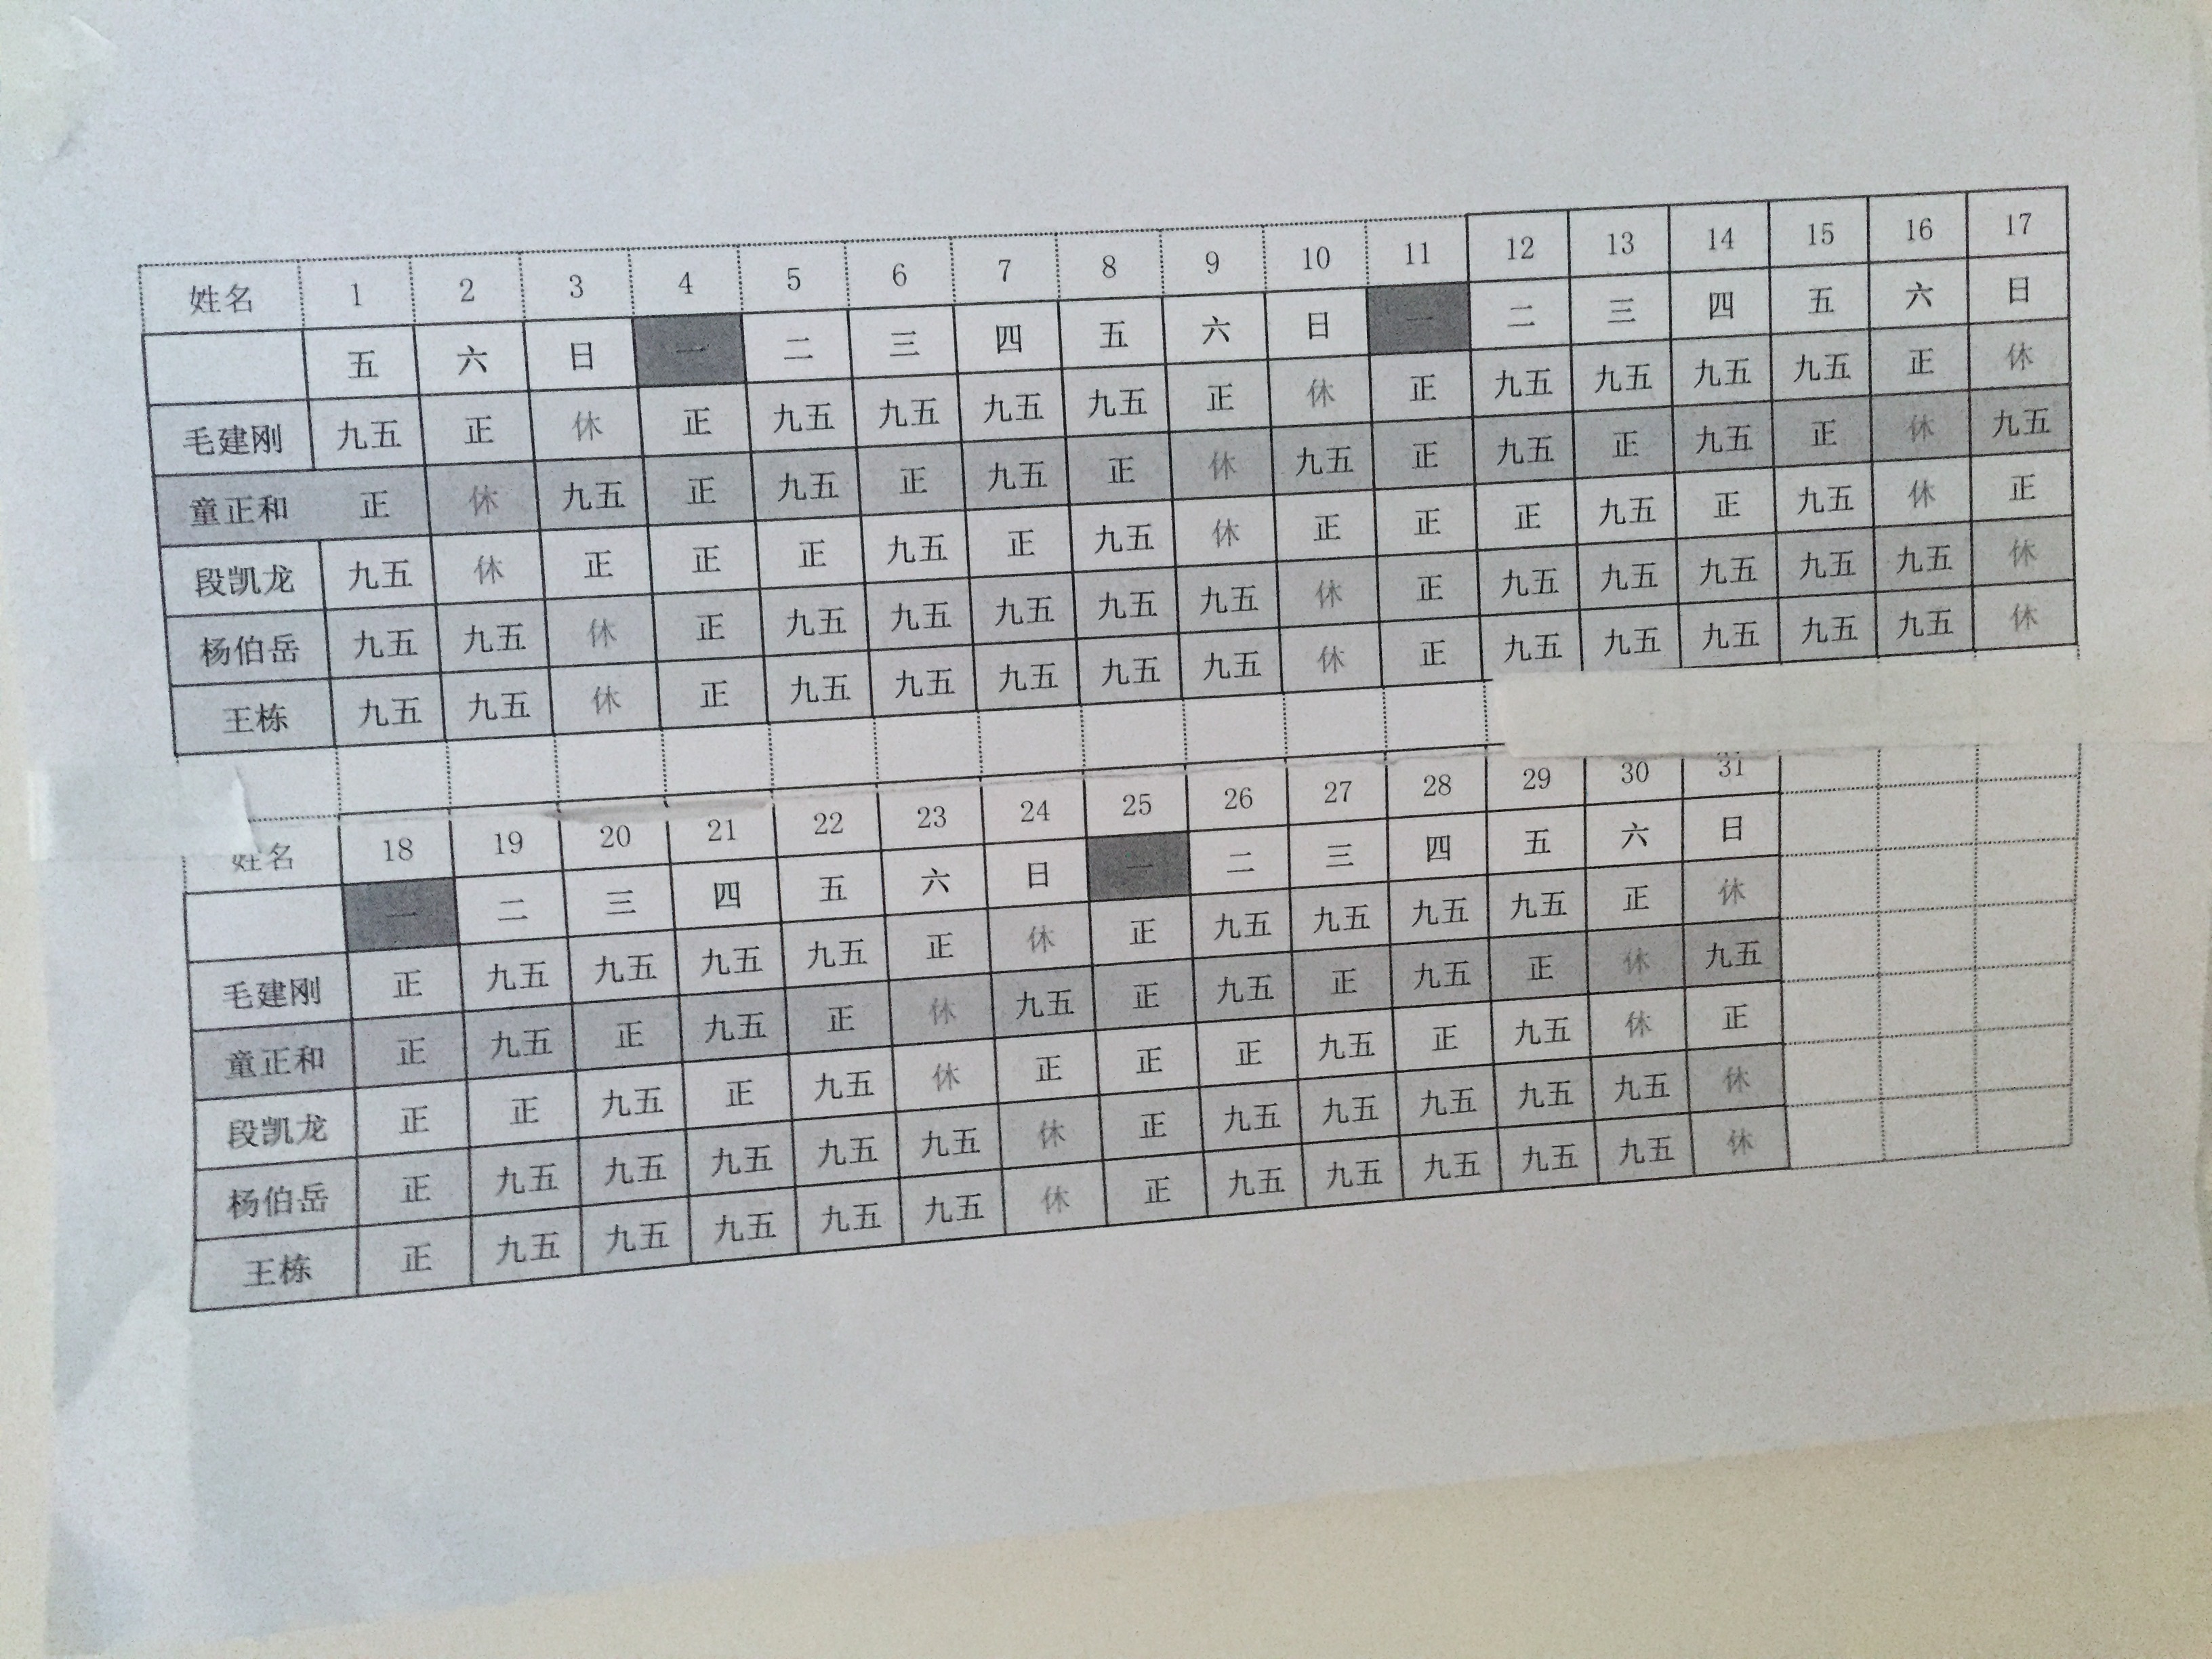 姓名 1 2 3 4 5 6 7 8 9 10 11 12 13 14 15 16 17
五 六 日 一 二 三 四 五 六 日 一 二 三 四 五 六 日
毛建刚 九五 正 休 正 九五 九五 九五 九五 正 休 正 九五 九五 九五 九五 正 休
童正和 正 休 九五 正 九五 正 九五 正 休 九五 正 九五 正 九五 正 休 九五
段凯龙 九五 休 正 正 正 九五 正 九五 休 正 正 正 九五 正 九五 休 正
杨伯岳 九五 九五 休 正 九五 九五 九五 九五 九五 休 正 九五 九五 九五 九五 九五 休
王栋 九五 九五 休 正 九五 九五 九五 九五 九五 休 正 九五 九五 九五 九五 九五 休
姓名 18 19 20 21 22 23 24 25 26 27 28 29 30 31
一 二 三 四 五 六 日 一 二 三 四 五 六 日
毛建刚 正 九五 九五 九五 九五 正 休 正 九五 九五 九五 九五 正 休
童正和 正 九五 正 九五 正 休 九五 正 九五 正 九五 正 休 九五
段凯龙 正 正 九五 正 九五 休 正 正 正 九五 正 九五 休 正
杨伯岳 正 九五 九五 九五 九五 九五 休 正 九五 九五 九五 九五 九五 休
王栋 正 九五 九五 九五 九五 九五 休 正 九五 九五 九五 九五 九五 休